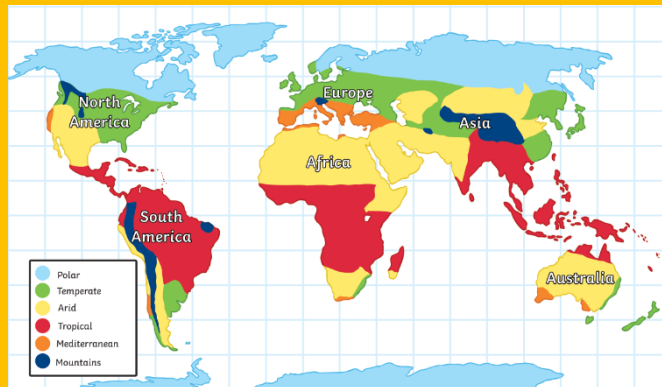 North
America
Europe
Asia
Africa
South
America
Australia
Polar
Temperate
Arid
Tropical
Mediterranean
Mountains